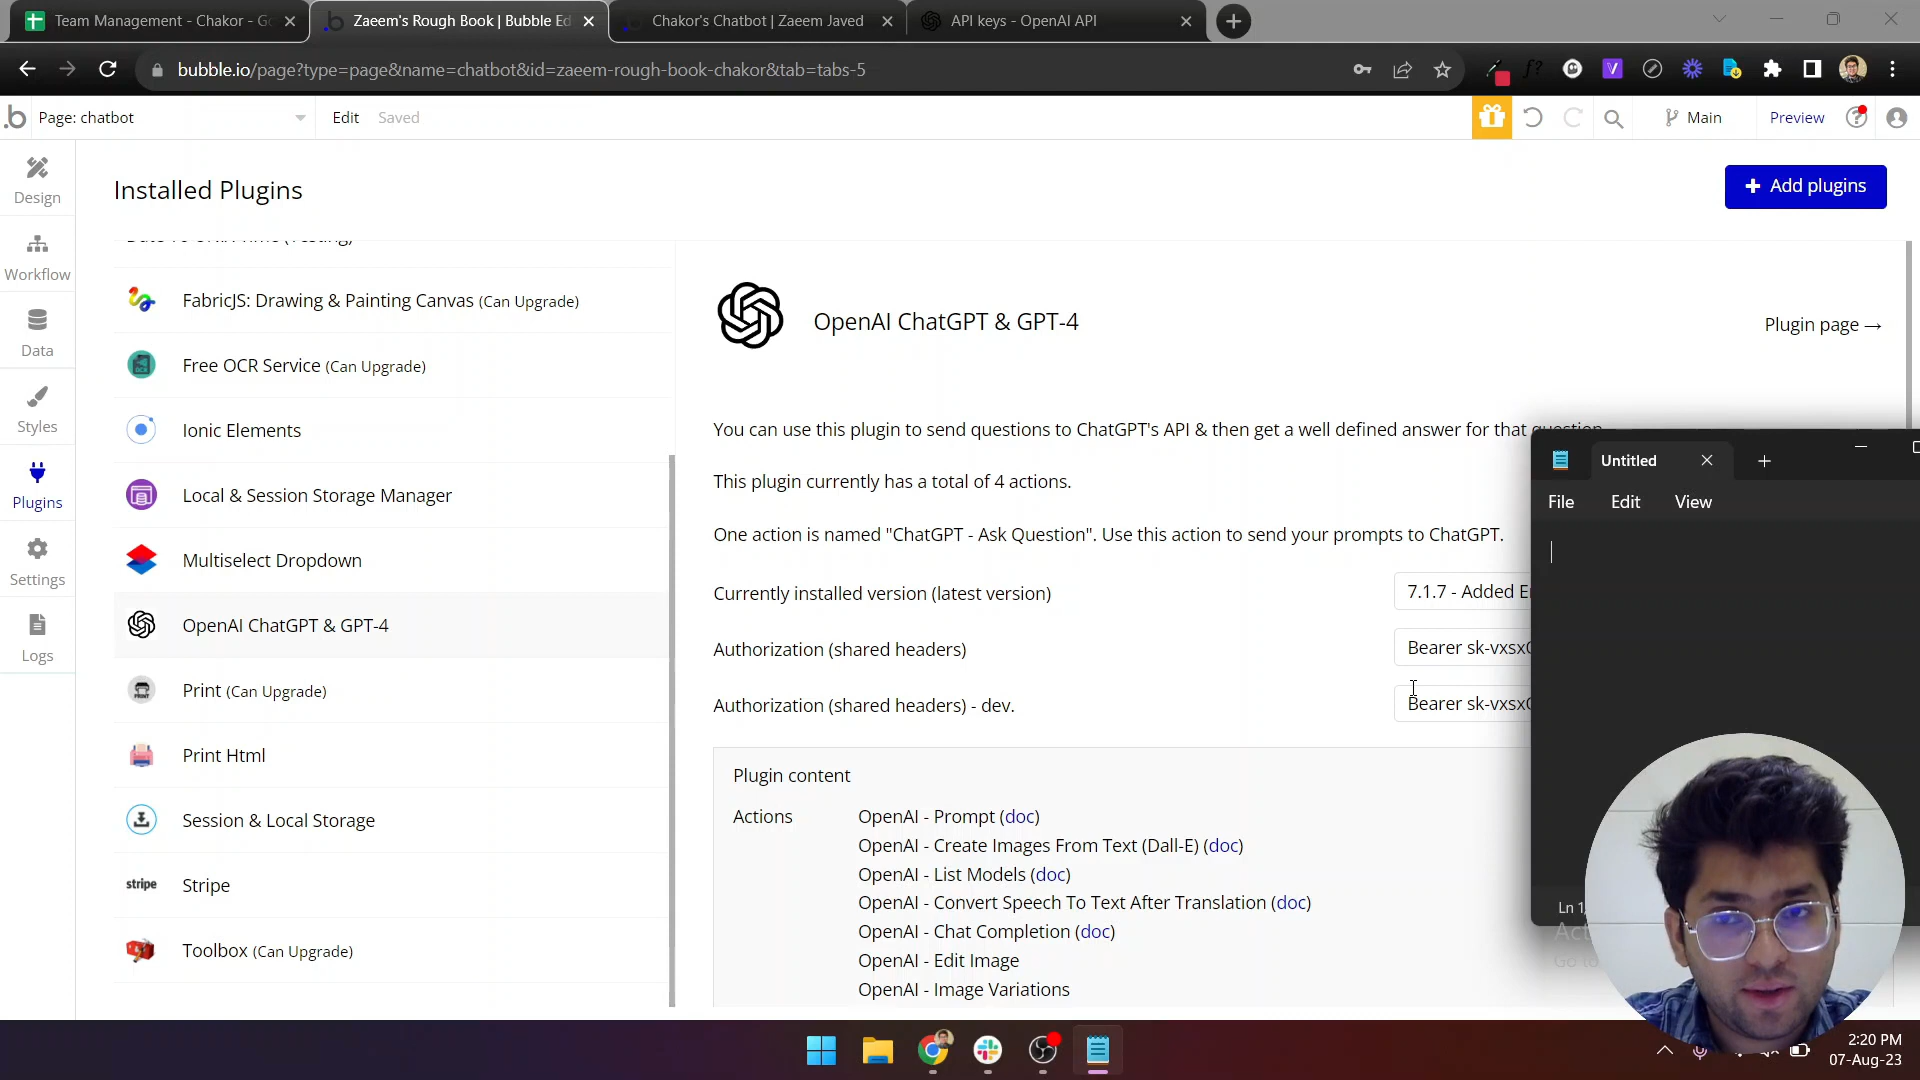 Team Management - Chakor - Go
Zaeem's Rough Book | Bubble Ed
Chakor's Chatbot | Zaeem Javed
API keys - OpenAI API
bubble.io/page?type=page&name=chatbot&id=zaeem-rough-book-chakor&tab=tabs-5
Page: chatbot
Edit
Saved
Main
Preview
Design
Workflow
Data
Styles
Plugins
Settings
Logs
Installed Plugins
+ Add plugins
FabricJS: Drawing & Painting Canvas (Can Upgrade)
Free OCR Service (Can Upgrade)
Ionic Elements
Local & Session Storage Manager
Multiselect Dropdown
OpenAI ChatGPT & GPT-4
Print (Can Upgrade)
Print Html
Session & Local Storage
stripe
Stripe
Toolbox (Can Upgrade)
OpenAI ChatGPT & GPT-4
Plugin page →
You can use this plugin to send questions to ChatGPT's API & then get a well defined answer for that question
This plugin currently has a total of 4 actions.
One action is named "ChatGPT - Ask Question". Use this action to send your prompts to ChatGPT.
Currently installed version (latest version)
7.1.7 - Added
Authorization (shared headers)
Bearer sk-vxsx
Authorization (shared headers) - dev.
Bearer sk-vxsx
Plugin content
Actions
OpenAI - Prompt (doc)
OpenAI - Create Images From Text (Dall-E) (doc)
OpenAI - List Models (doc)
OpenAI - Convert Speech To Text After Translation (doc)
OpenAI - Chat Completion (doc)
OpenAI - Edit Image
OpenAI - Image Variations
Untitled
File
Edit
View
Ln 1,
Go to
2:20 PM
07-Aug-23